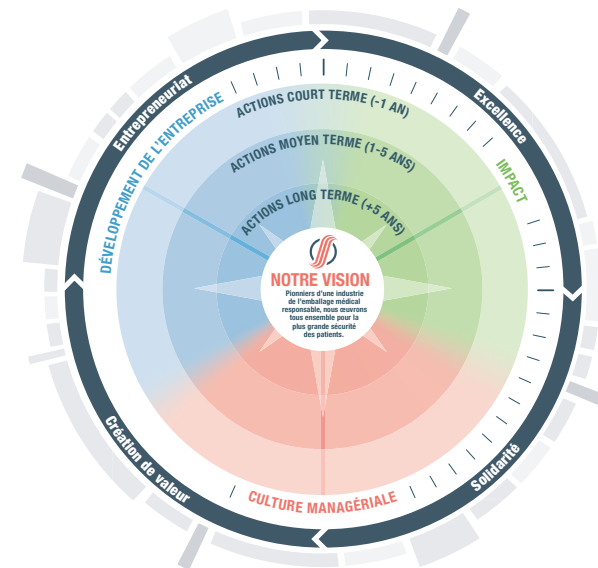 Entrepreneuriat
Excellence
DÉVELOPPEMENT DE L'ENTREPRISE
IMPACT
ACTIONS COURT TERME (-1 AN)
ACTIONS MOYEN TERME (1-5 ANS)
ACTIONS LONG TERME (+5 ANS)
NOTRE VISION
Pionniers d'une industrie
de l'emballage médical
responsable, nous œuvrons
tous ensemble pour la
plus grande sécurité
des patients.
Création de valeur
Solidarité
CULTURE MANAGÉRIALE